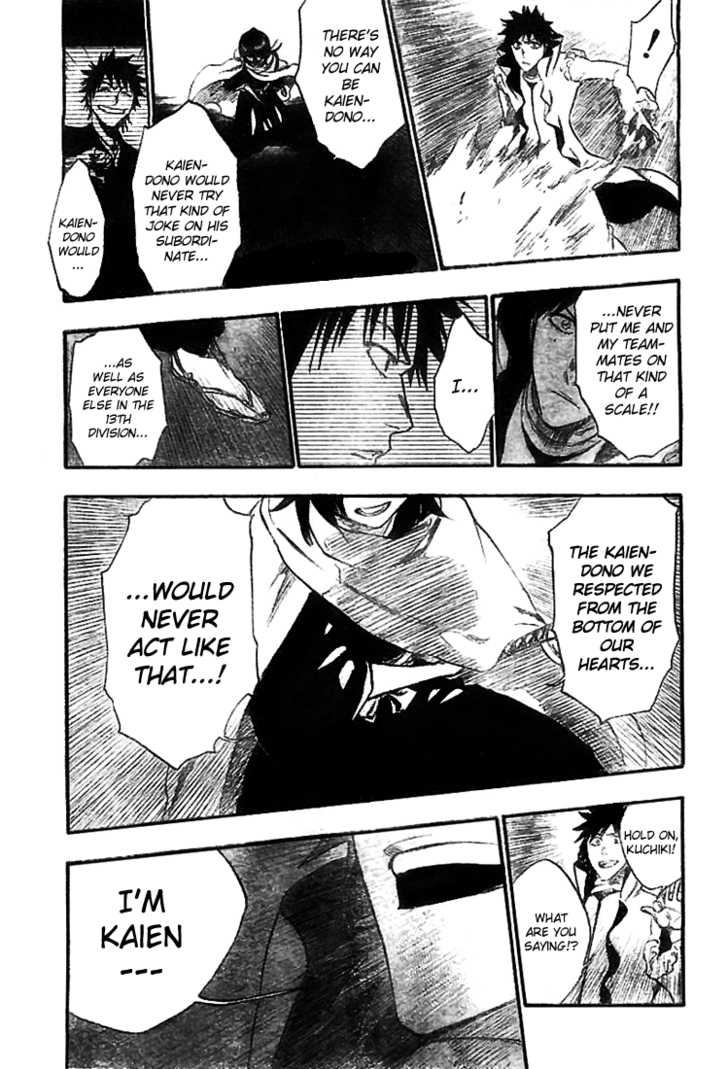 !
THERE'S
NO WAY
YOU CAN
BE
KAIEN-
DONO...
KAIEN-
DONO WOULD
NEVER TRY
THAT KIND OF
JOKE ON HIS
SUBORDI-
NATE...
KAIEN-
DONO
WOULD
...
...NEVER
PUT ME AND
MY TEAM-
MATES ON
THAT KIND
OF
A SCALE!!
I...
...AS
WELL AS
EVERYONE
ELSE IN THE
13TH
DIVISION...
THE KAIEN-
DONO WE
RESPECTED
FROM THE
BOTTOM OF
OUR
HEARTS...
...WOULD
NEVER
ACT LIKE
THAT...!
HOLD ON,
KUCHIKI!
WHAT
ARE YOU
SAYING!?
I'M
KAIEN
---